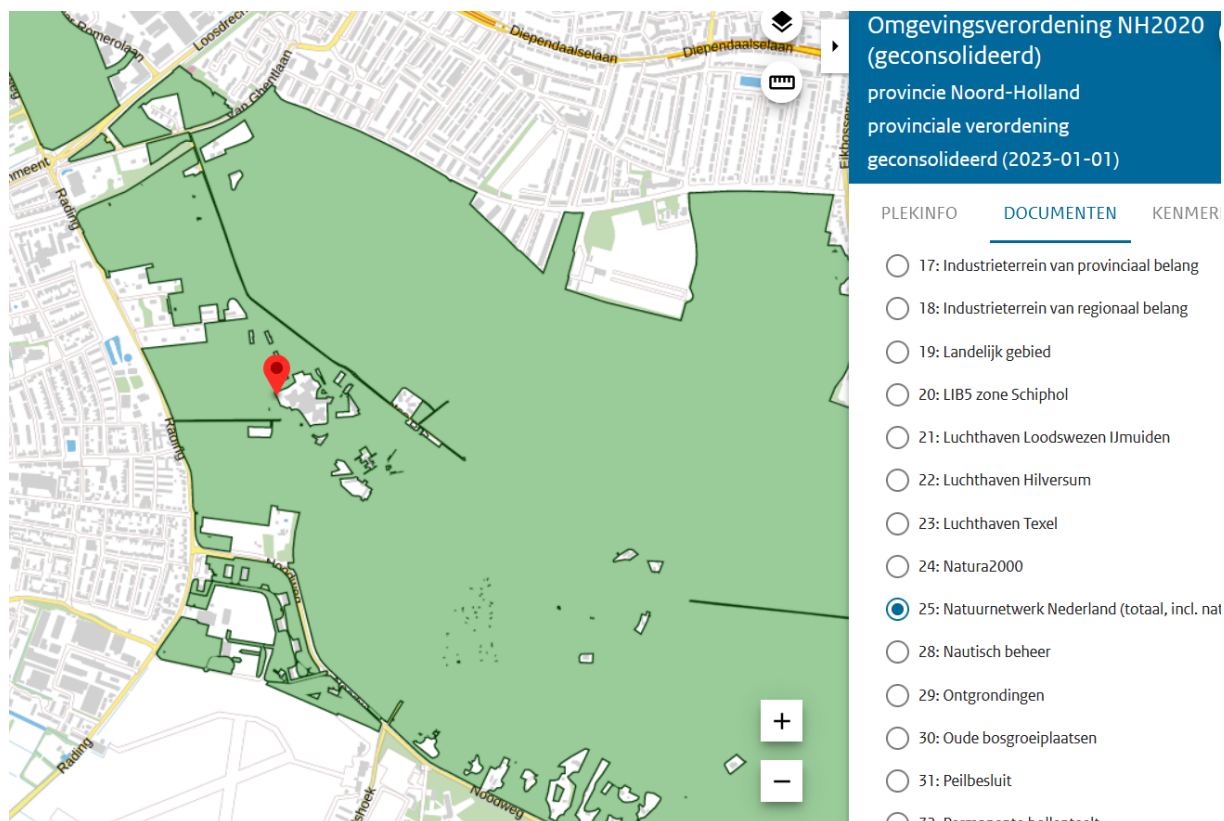 Omgevingsverordening NH2020
(geconsolideerd)
provincie Noord-Holland
provinciale verordening
geconsolideerd (2023-01-01)
PLEKINFO DOCUMENTEN
17: Industrieterrein van provinciaal belang
18: Industrieterrein van regionaal belang
19: Landelijk gebied
20: LIB5 zone Schiphol
21: Luchthaven Loodswezen IJmuiden
22: Luchthaven Hilversum
23: Luchthaven Texel
24: Natura2000
25: Natuurnetwerk Nederland (totaal, incl. nat
28: Nautisch beheer
29: Ontgrondingen
30: Oude bosgroeiplaatsen
31: Peilbesluit
Diependaalselaan
Diependaalselaan
Loosdrech
Van Ghentlaan
Rading
Rading
Noodweg
Rading
Noodweg
shoek
+
−